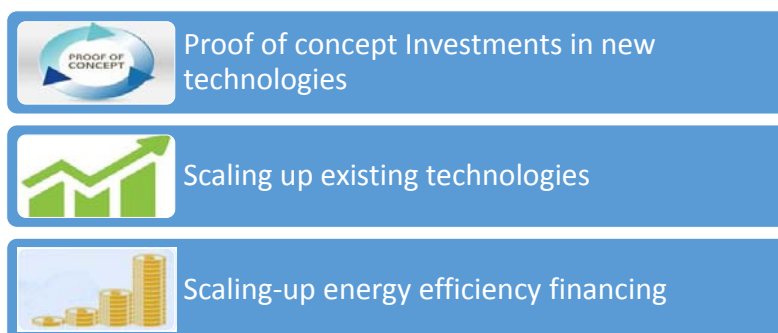 PROOF OF
CONCEPT
Proof of concept Investments in new
technologies
Scaling up existing technologies
Scaling-up energy efficiency financing